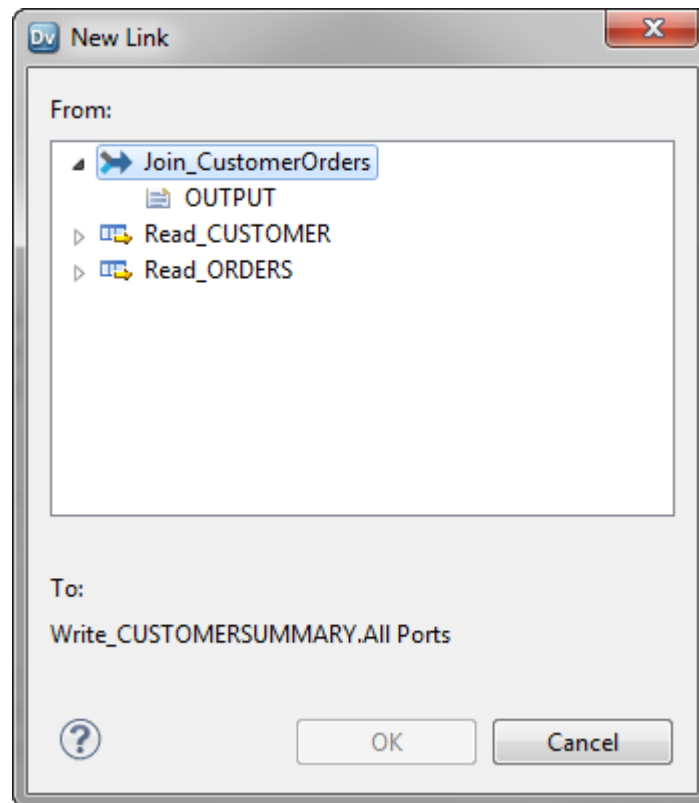 Dv New Link
From:
Join_CustomerOrders
OUTPUT
Read_CUSTOMER
Read_ORDERS
To:
Write_CUSTOMERSUMMARY.All Ports
? OK Cancel